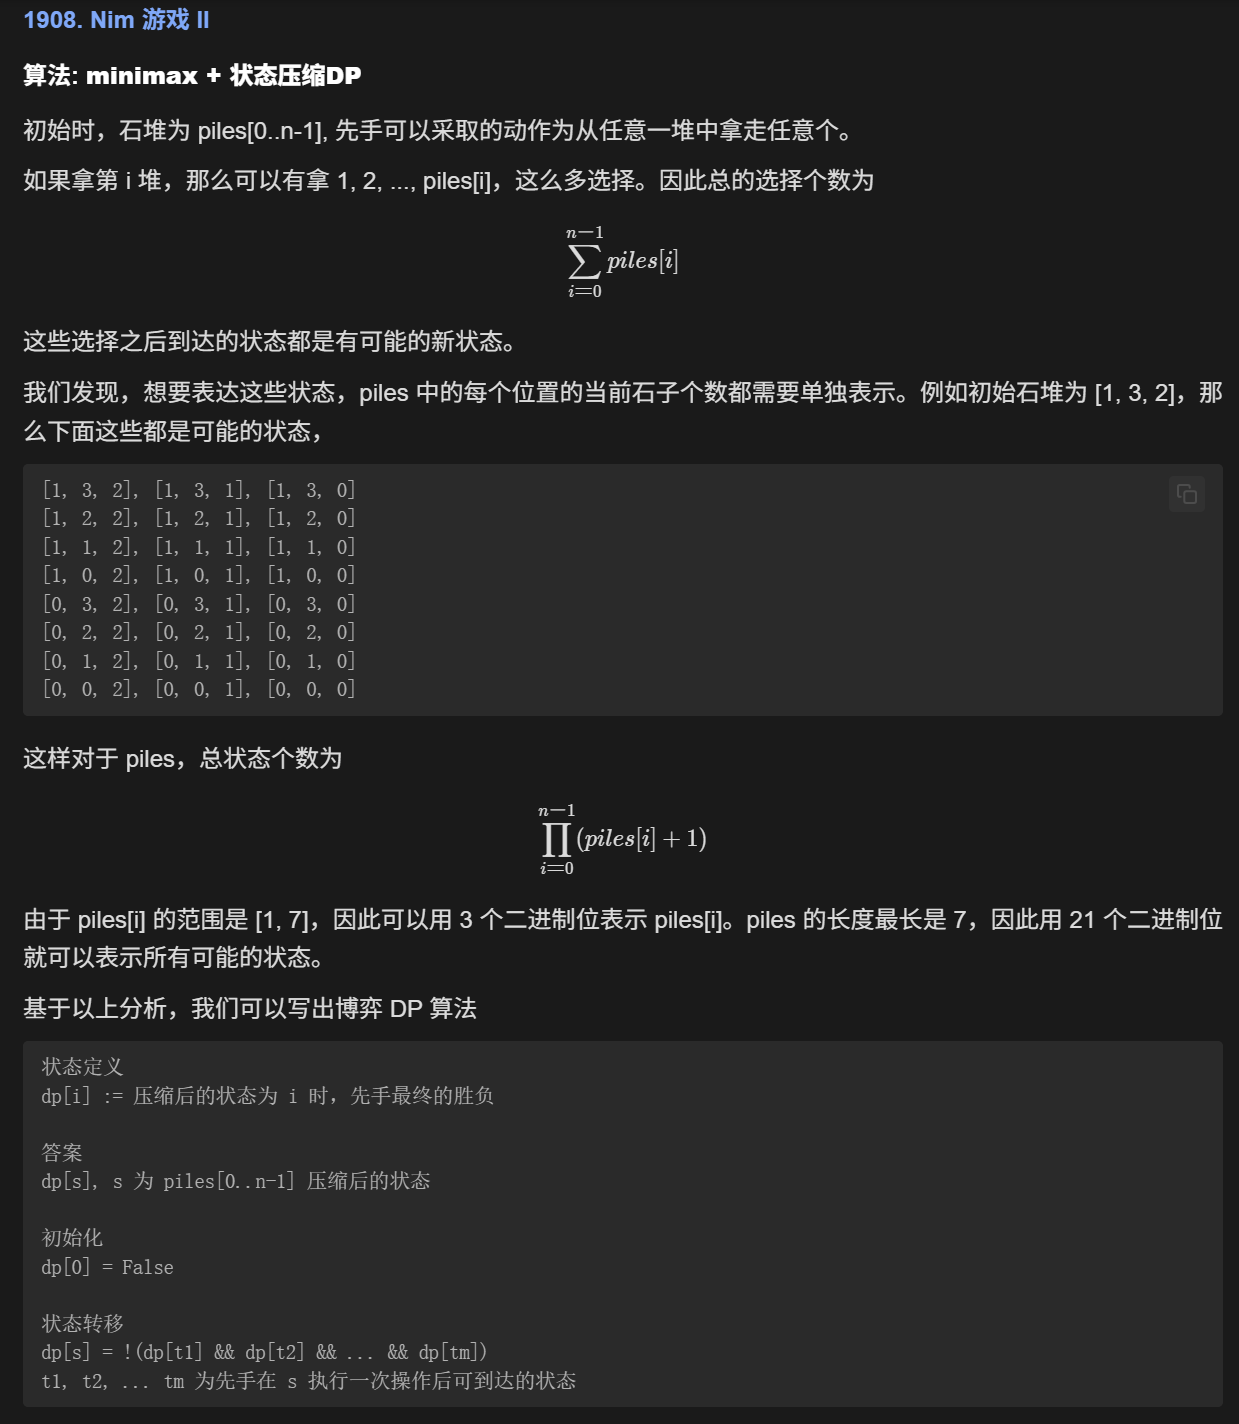 1908. Nim 游戏 II
算法: minimax + 状态压缩DP
初始时，石堆为 piles[0..n-1], 先手可以采取的动作为从任意一堆中拿走任意个。
如果拿第 i 堆，那么可以有拿 1, 2, ..., piles[i]，这么多选择。因此总的选择个数为
n−1
∑ piles[i]
i=0
这些选择之后到达的状态都是有可能的新状态。
我们发现，想要表达这些状态，piles 中的每个位置的当前石子个数都需要单独表示。例如初始石堆为 [1, 3, 2]，那
么下面这些都是可能的状态，
[1, 3, 2], [1, 3, 1], [1, 3, 0]
[1, 2, 2], [1, 2, 1], [1, 2, 0]
[1, 1, 2], [1, 1, 1], [1, 1, 0]
[1, 0, 2], [1, 0, 1], [1, 0, 0]
[0, 3, 2], [0, 3, 1], [0, 3, 0]
[0, 2, 2], [0, 2, 1], [0, 2, 0]
[0, 1, 2], [0, 1, 1], [0, 1, 0]
[0, 0, 2], [0, 0, 1], [0, 0, 0]
这样对于 piles，总状态个数为
n−1
∏ (piles[i] + 1)
i=0
由于 piles[i] 的范围是 [1, 7]，因此可以用 3 个二进制位表示 piles[i]。piles 的长度最长是 7，因此用 21 个二进制位
就可以表示所有可能的状态。
基于以上分析，我们可以写出博弈 DP 算法
状态定义
dp[i] := 压缩后的状态为 i 时，先手最终的胜负
答案
dp[s], s 为 piles[0..n-1] 压缩后的状态
初始化
dp[0] = False
状态转移
dp[s] = !(dp[t1] && dp[t2] && ... && dp[tm])
t1, t2, ... tm 为先手在 s 执行一次操作后可到达的状态